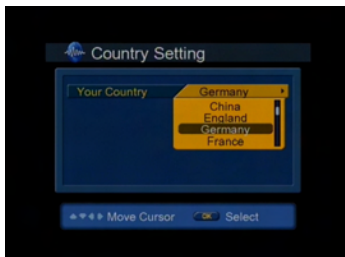 Country Setting
Your Country Germany
China
England
Germany
France
Move Cursor OK Select